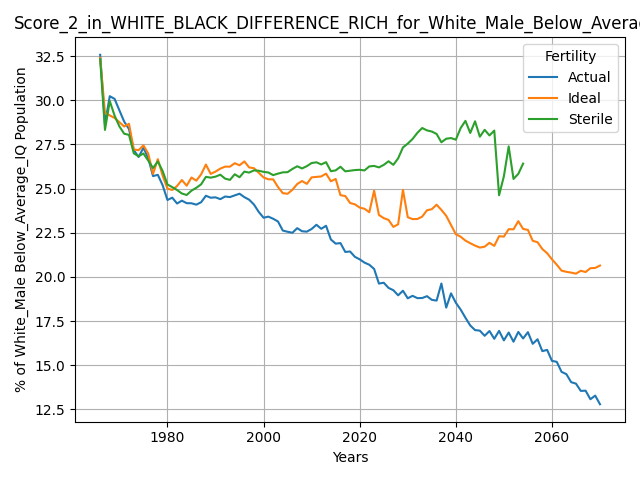 Score_2_in_WHITE_BLACK_DIFFERENCE_RICH_for_White_Male_Below_Avera
Fertility
Actual
Ideal
Sterile
% of White_Male Below_Average_IQ Population
32.5
30.0
27.5
25.0
22.5
20.0
17.5
15.0
12.5
1980
2000
2020
2040
2060
Years